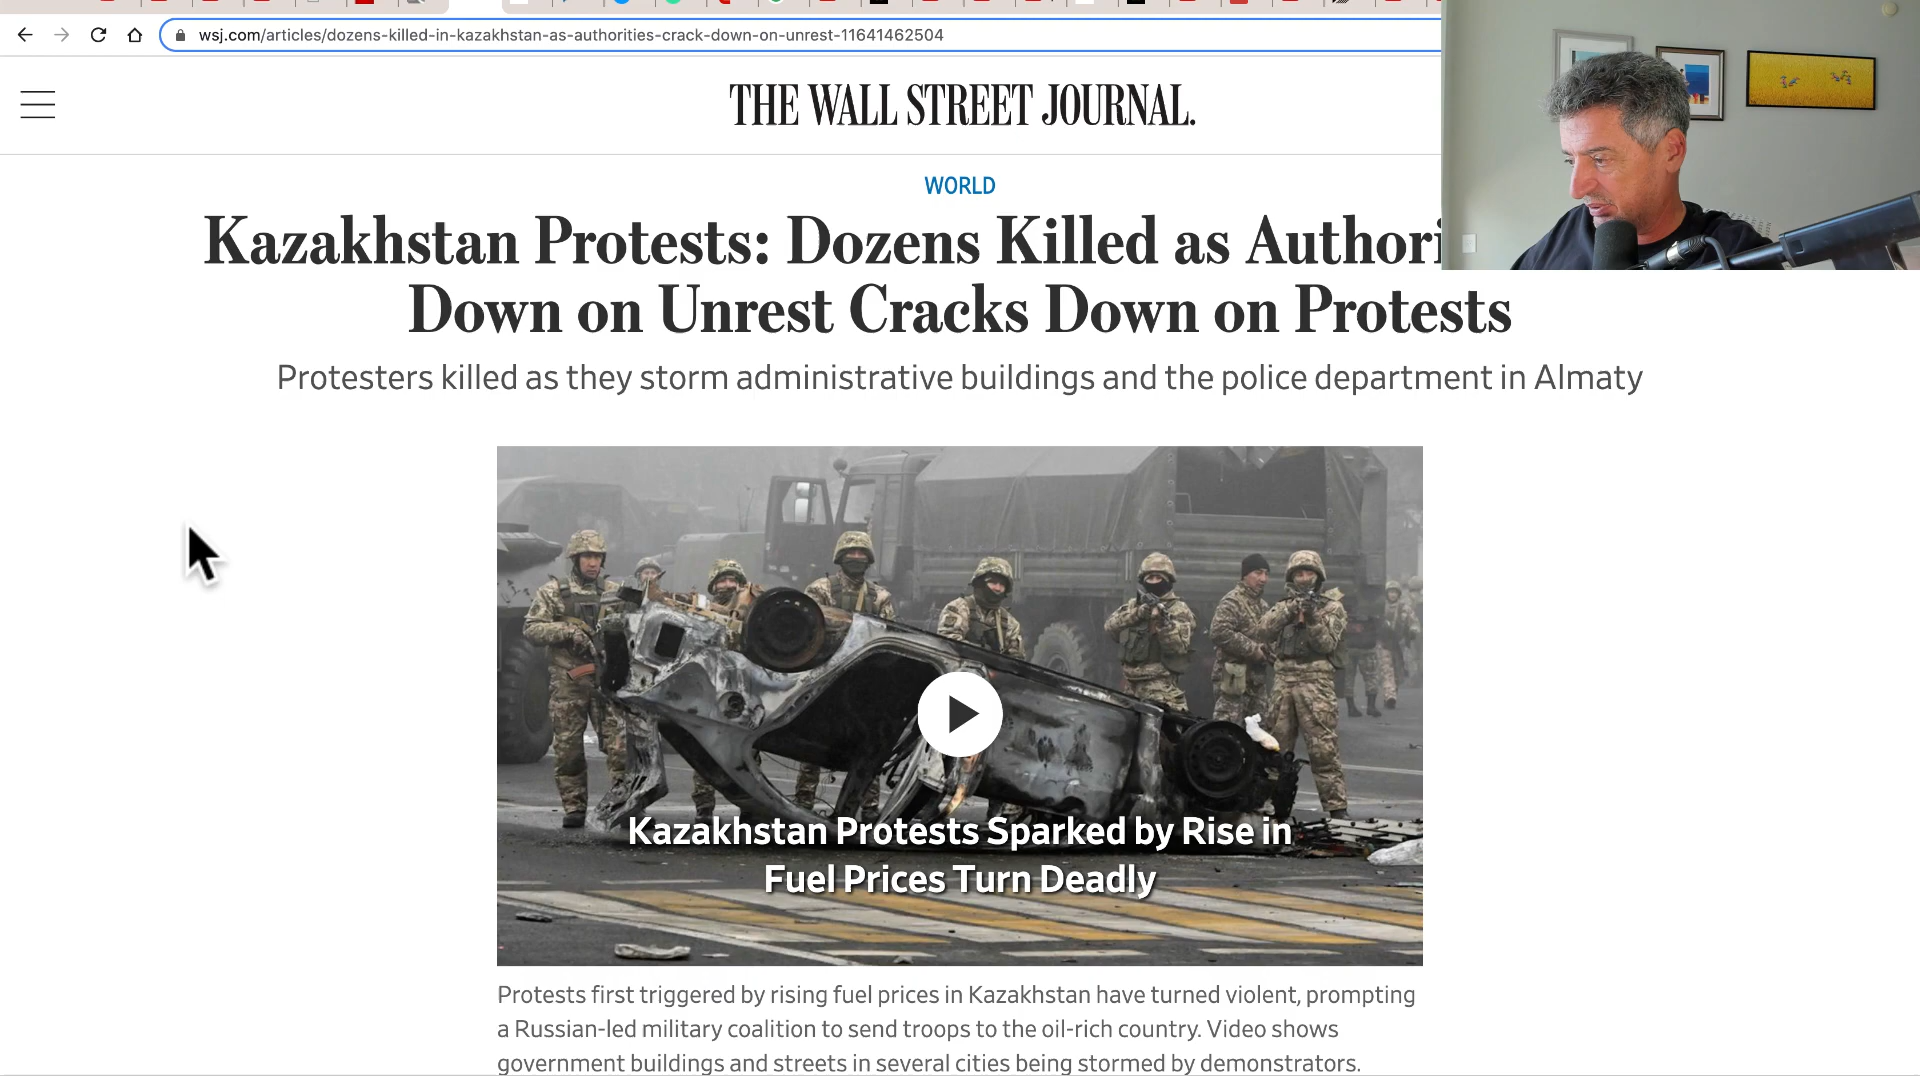 wsj.com/articles/dozens-killed-in-kazakhstan-as-authorities-crack-down-on-unrest-11641462504
THE WALL STREET JOURNAL.
WORLD
Kazakhstan Protests: Dozens Killed as Authori
Down on Unrest Cracks Down on Protests
Protesters killed as they storm administrative buildings and the police department in Almaty
Kazakhstan Protests Sparked by Rise in
Fuel Prices Turn Deadly
Protests first triggered by rising fuel prices in Kazakhstan have turned violent, prompting
a Russian-led military coalition to send troops to the oil-rich country. Video shows
government buildings and streets in several cities being stormed by demonstrators.